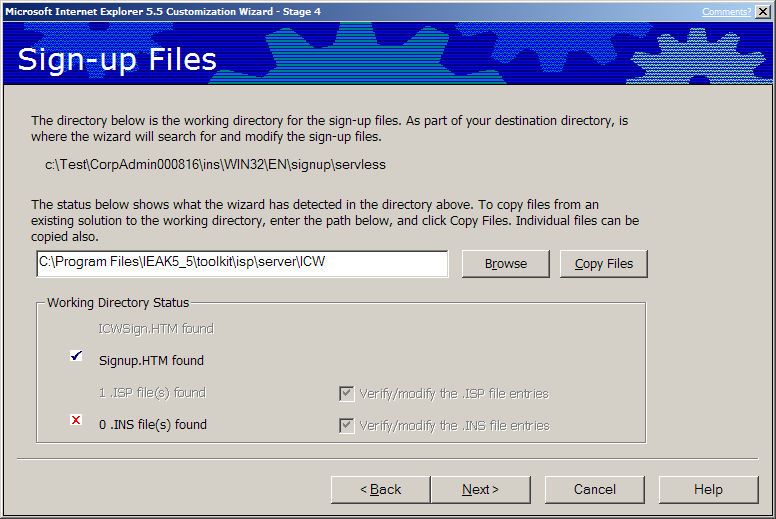 Microsoft Internet Explorer 5.5 Customization Wizard - Stage 4
Comments?
Sign-up Files
The directory below is the working directory for the sign-up files. As part of your destination directory, is
where the wizard will search for and modify the sign-up files.
c:\Test\CorpAdmin000816\ins\WIN32\EN\signup\servless
The status below shows what the wizard has detected in the directory above. To copy files from an
existing solution to the working directory, enter the path below, and click Copy Files. Individual files can be
copied also.
C:\Program Files\IEAK5_5\toolkit\isp\server\ICW
Browse
Copy Files
Working Directory Status
ICWSign.HTM found
Signup.HTM found
1 .ISP file(s) found
Verify/modify the .ISP file entries
0 .INS file(s) found
Verify/modify the .INS file entries
< Back
Next >
Cancel
Help